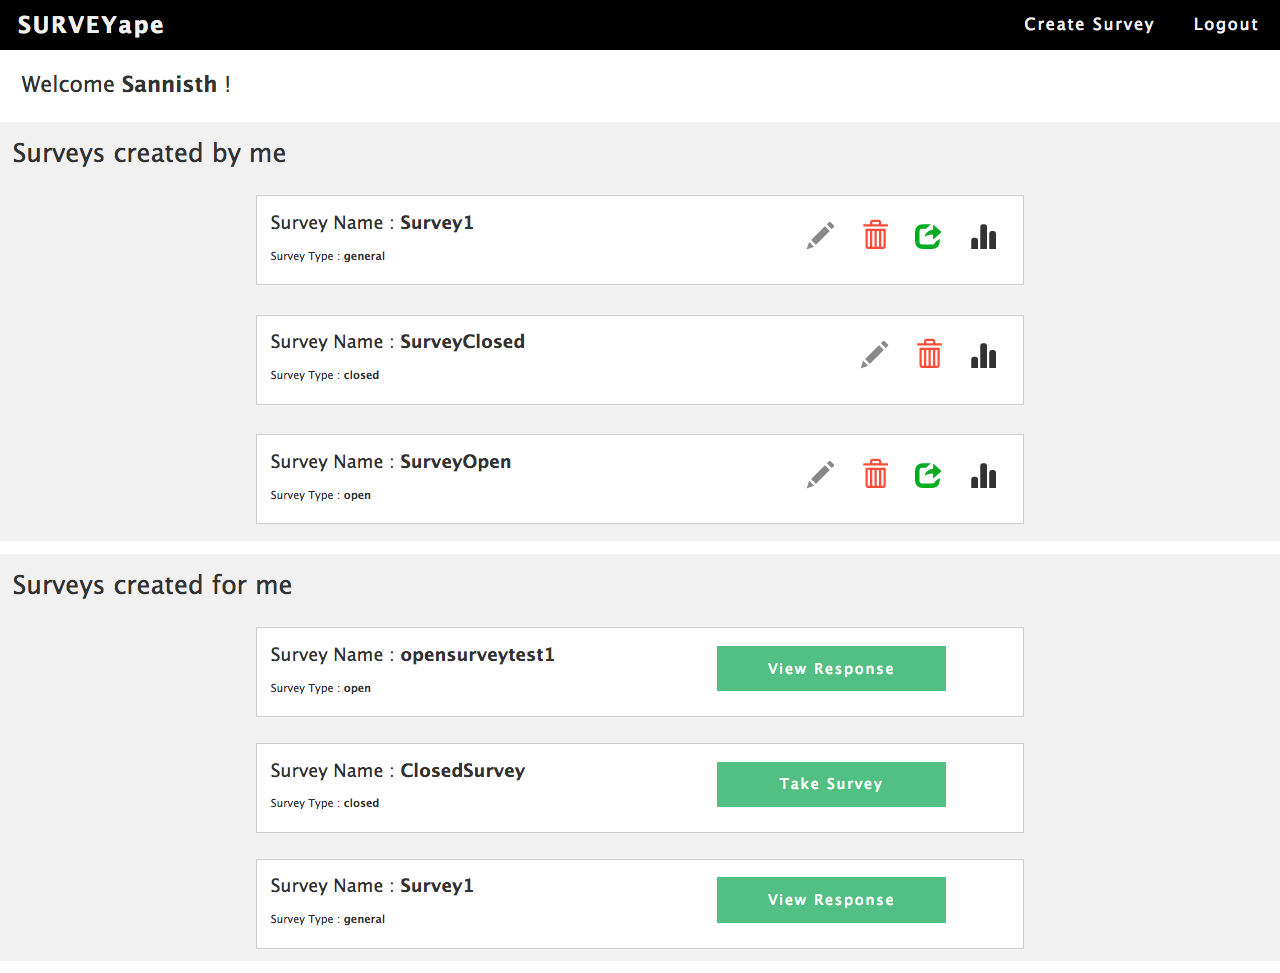 SURVEYape
Create Survey
Logout
Welcome Sannisth !
Surveys created by me
Survey Name : Survey1
Survey Type : general
Survey Name : SurveyClosed
Survey Type : closed
Survey Name : SurveyOpen
Survey Type : open
Surveys created for me
Survey Name : opensurveytest1
View Response
Survey Type : open
Survey Name : ClosedSurvey
Take Survey
Survey Type : closed
Survey Name : Survey1
View Response
Survey Type : general